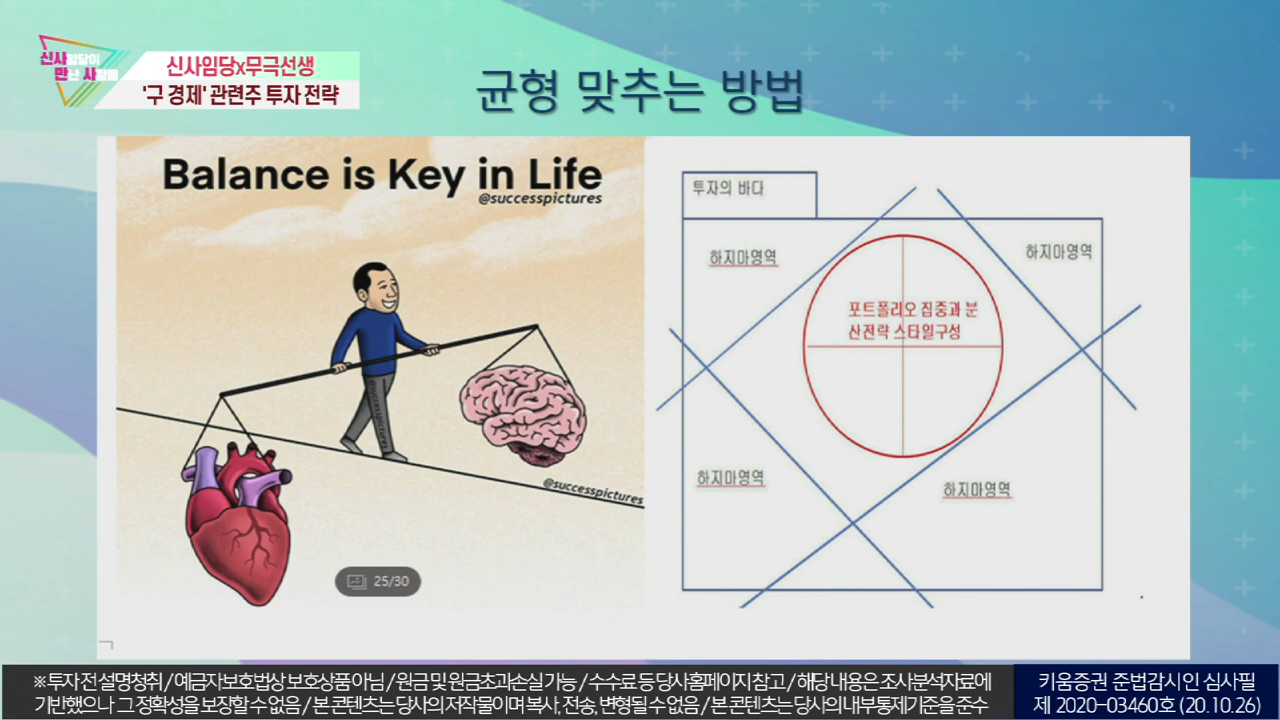 신사임당이
만난 사람들
신사임당x무극선생
'구 경제' 관련주 투자 전략
균형 맞추는 방법
Balance is Key in Life
@successpictures
@successpictures
@successpictures
25/30
투자의 바다
하지마영역
하지마영역
포트폴리오 집중과 분
산전략 스타일구성
하지마영역
하지마영역
※ 투자 전 설명청취 / 예금자보호법상 보호상품 아님 / 원금 및 원금초과손실 가능 / 수수료 등 당사홈페이지 참고 / 해당 내용은 조사분석자료에
기반했으나 그 정확성을 보장할 수 없음 / 본 콘텐츠는 당사의 저작물이며 복사, 전송, 변형될 수 없음 / 본 콘텐츠는 당사의 내부통제기준을 준수
키움증권 준법감시인 심사필
제 2020-03460호 (20.10.26)